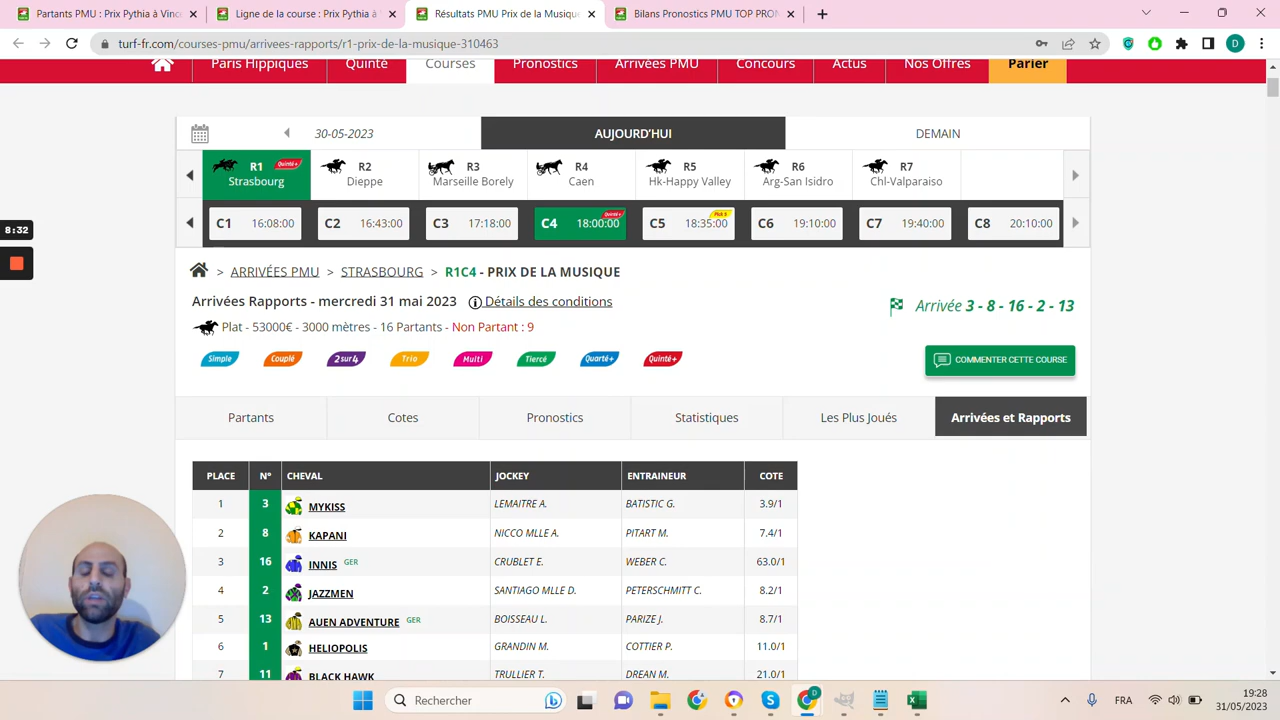 Partants PMU : Prix Pythia à Vinc
Ligne de la course : Prix Pythia à
Résultats PMU Prix de la Musique
Bilans Pronostics PMU TOP PRON
turf-fr.com/courses-pmu/arrivees-rapports/r1-prix-de-la-musique-310463
D
Paris Hippiques
Quinté
Courses
Pronostics
Arrivées PMU
Concours
Actus
Nos Offres
Parier
30-05-2023
AUJOURD'HUI
DEMAIN
R1 Quinté+
Strasbourg
R2
Dieppe
R3
Marseille Borely
R4
Caen
R5
Hk-Happy Valley
R6
Arg-San Isidro
R7
Chl-Valparaiso
8:32
C1 16:08:00
C2 16:43:00
C3 17:18:00
C4 18:00:00 Quinté+
C5 18:35:00 Pick 5
C6 19:10:00
C7 19:40:00
C8 20:10:00
> ARRIVÉES PMU > STRASBOURG > R1C4 - PRIX DE LA MUSIQUE
Arrivées Rapports - mercredi 31 mai 2023 Détails des conditions
Arrivée 3 - 8 - 16 - 2 - 13
Plat - 53000€ - 3000 mètres - 16 Partants - Non Partant : 9
Simple
Couplé
2sur4
Trio
Multi
Tiercé
Quarté+
Quinté+
COMMENTER CETTE COURSE
Partants
Cotes
Pronostics
Statistiques
Les Plus Joués
Arrivées et Rapports
PLACE N° CHEVAL JOCKEY ENTRAINEUR COTE
1 3 MYKISS LEMAITRE A. BATISTIC G. 3.9/1
2 8 KAPANI NICCO MLLE A. PITART M. 7.4/1
3 16 INNIS GER CRUBLET E. WEBER C. 63.0/1
4 2 JAZZMEN SANTIAGO MLLE D. PETERSCHMITT C. 8.2/1
5 13 AUEN ADVENTURE GER BOISSEAU L. PARIZE J. 8.7/1
6 1 HELIOPOLIS GRANDIN M. COTTIER P. 11.0/1
7 11 BLACK HAWK TRULLIER T. DREAN M. 21.0/1
Rechercher
D
FRA
19:28
31/05/2023